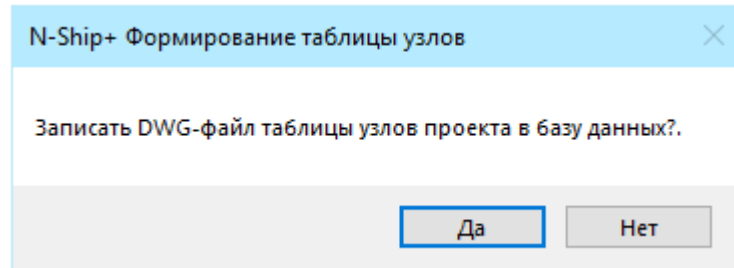 N-Ship+ Формирование таблицы узлов
Записать DWG-файл таблицы узлов проекта в базу данных?.
Да
Нет